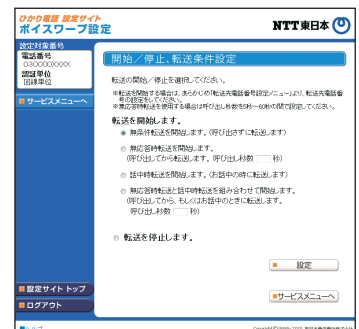 ひかり電話 設定サイト
ボイスワープ設定
NTT東日本
設定対象番号
電話番号
030000XXXX
認証単位
回線単位
サービスメニューへ
設定サイト トップ
ログアウト
開始／停止、転送条件設定
転送の開始／停止を選択してください。
※転送を開始する場合は、あらかじめ「転送先電話番号設定メニュー」より、転送先電話番号の設定をしてください。
※無応答時転送を使用する場合は呼び出し秒数を5秒～60秒の間で設定してください。
転送を開始します。
無条件転送を開始します。（呼び出さずに転送します）
無応答時転送を開始します。
（呼び出してから転送します。呼び出し秒数 秒）
話中時転送を開始します。（お話中の時に転送します）
無応答時転送と話中時転送を組み合わせて開始します。
（呼び出してから、もしくはお話中のときに転送します。
呼び出し秒数 秒）
転送を停止します。
設定
サービスメニューへ